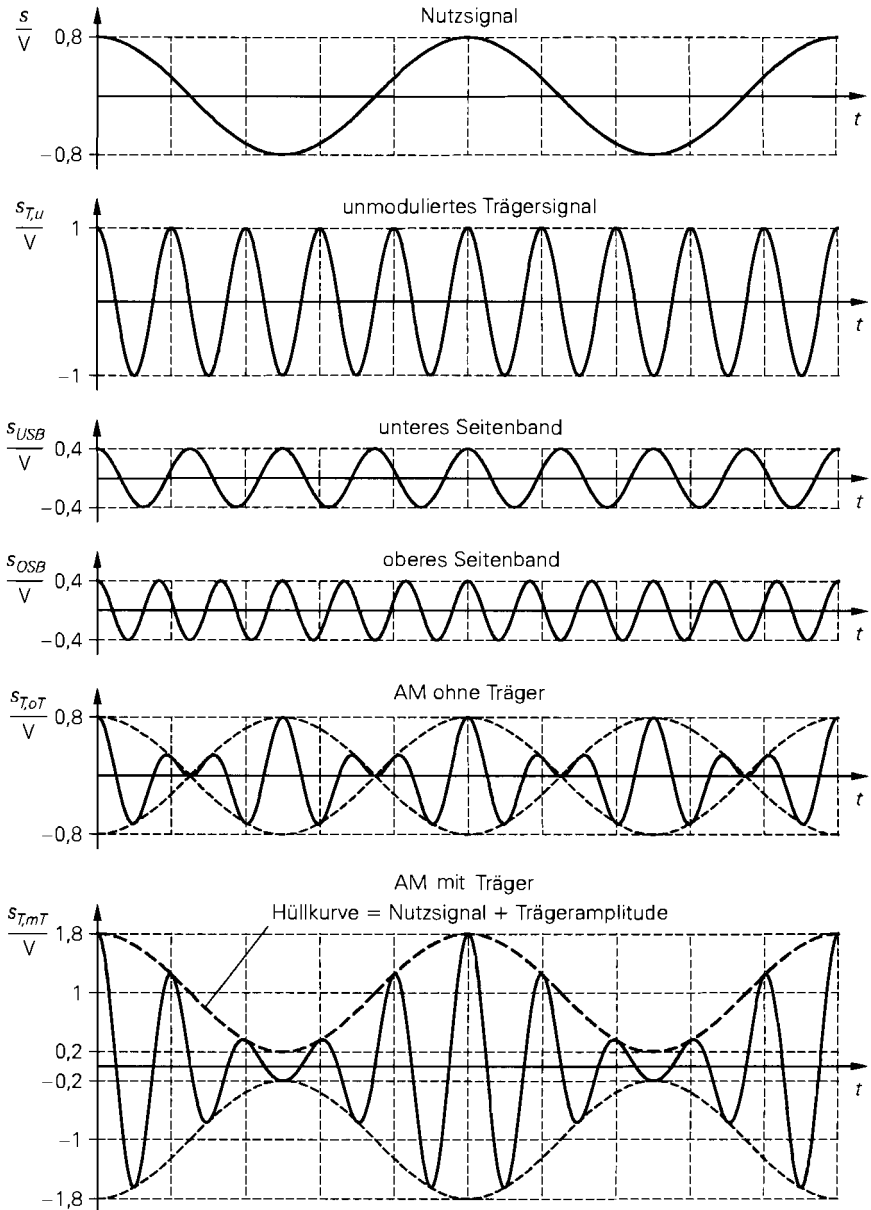 s/V
Nutzsignal
0,8
−0,8
t
s_T,u/V
unmoduliertes Trägersignal
1
−1
t
s_USB/V
unteres Seitenband
0,4
−0,4
t
s_OSB/V
oberes Seitenband
0,4
−0,4
t
s_T,oT/V
AM ohne Träger
0,8
−0,8
t
AM mit Träger
s_T,mT/V
Hüllkurve = Nutzsignal + Trägeramplitude
1,8
1
0,2
−0,2
t
−1
−1,8